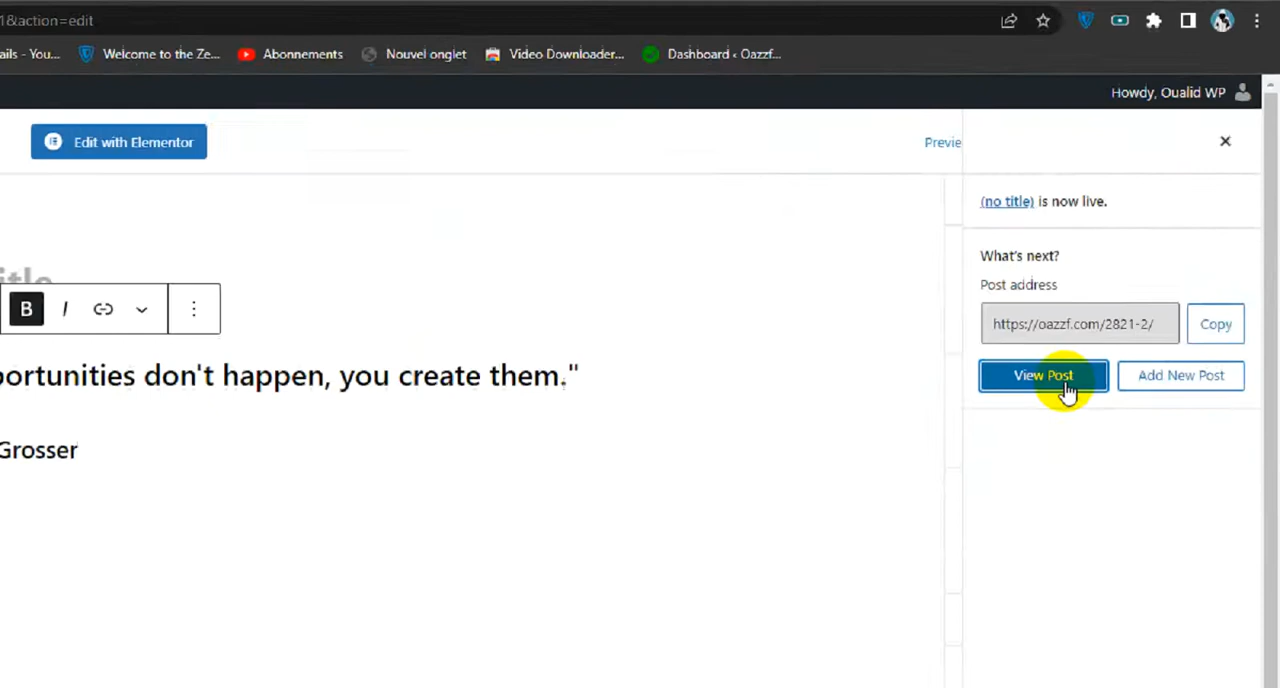 1&action=edit
ails - You... Welcome to the Ze... Abonnements Nouvel onglet Video Downloader... Dashboard ‹ Oazzf...
Howdy, Oualid WP
Edit with Elementor
Previe
(no title) is now live.
What's next?
Post address
https://oazzf.com/2821-2/ Copy
View Post Add New Post
itle
B I
portunities don't happen, you create them."
Grosser